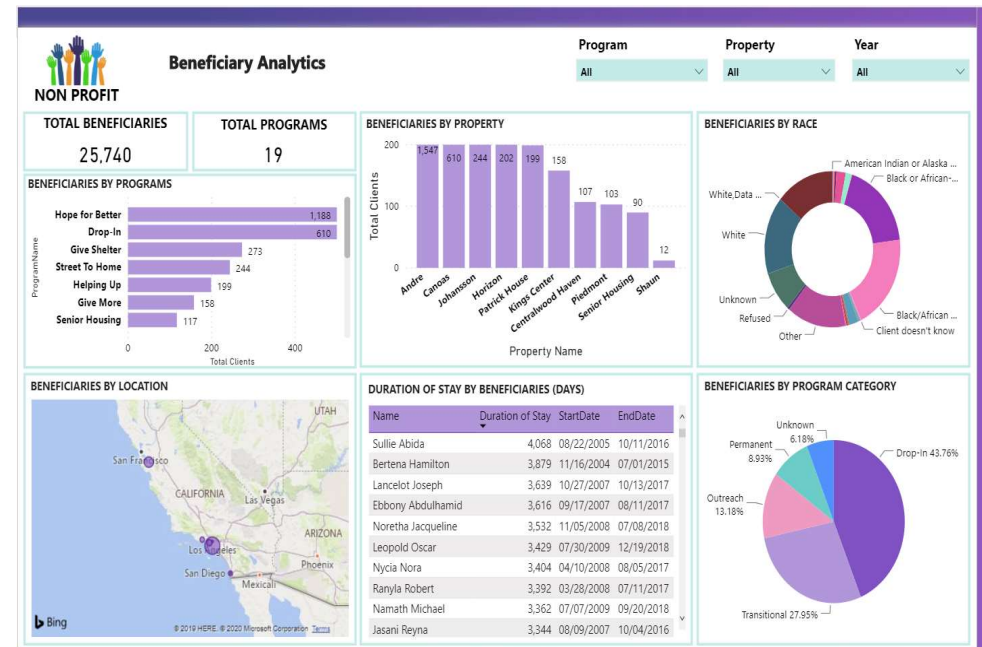 NON PROFIT
Beneficiary Analytics
Program
All
Property
All
Year
All
TOTAL BENEFICIARIES
25,740
TOTAL PROGRAMS
19
BENEFICIARIES BY PROGRAMS
ProgramName
Hope for Better 1,188
Drop-In 610
Give Shelter 273
Street To Home 244
Helping Up 199
Give More 158
Senior Housing 117
0 200 400
Total Clients
BENEFICIARIES BY PROPERTY
Total Clients
200
100
0
1,547 610 244 202 199 158 107 103 90 12
Andre Canoas Johansson Horizon Patrick House Kings Center Centralwood Haven Piedmont Senior Housing Shaun
Property Name
BENEFICIARIES BY RACE
American Indian or Alaska ...
Black or African-...
White,Data ...
White
Unknown
Refused
Other
Black/African ...
Client doesn't know
BENEFICIARIES BY LOCATION
UTAH
San Francisco
CALIFORNIA
Las Vegas
ARIZONA
Los Angeles
Phoenix
San Diego
Mexicali
Bing
© 2019 HERE, © 2020 Microsoft Corporation Terms
DURATION OF STAY BY BENEFICIARIES (DAYS)
Name Duration of Stay StartDate EndDate
Sullie Abida 4,068 08/22/2005 10/11/2016
Bertena Hamilton 3,879 11/16/2004 07/01/2015
Lancelot Joseph 3,639 10/27/2007 10/13/2017
Ebbony Abdulhamid 3,616 09/17/2007 08/11/2017
Noretha Jacqueline 3,532 11/05/2008 07/08/2018
Leopold Oscar 3,429 07/30/2009 12/19/2018
Nycia Nora 3,404 04/10/2008 08/05/2017
Ranyla Robert 3,392 03/28/2008 07/11/2017
Namath Michael 3,362 07/07/2009 09/20/2018
Jasani Reyna 3,344 08/09/2007 10/04/2016
BENEFICIARIES BY PROGRAM CATEGORY
Unknown
6.18%
Permanent
8.93%
Drop-In 43.76%
Outreach
13.18%
Transitional 27.95%